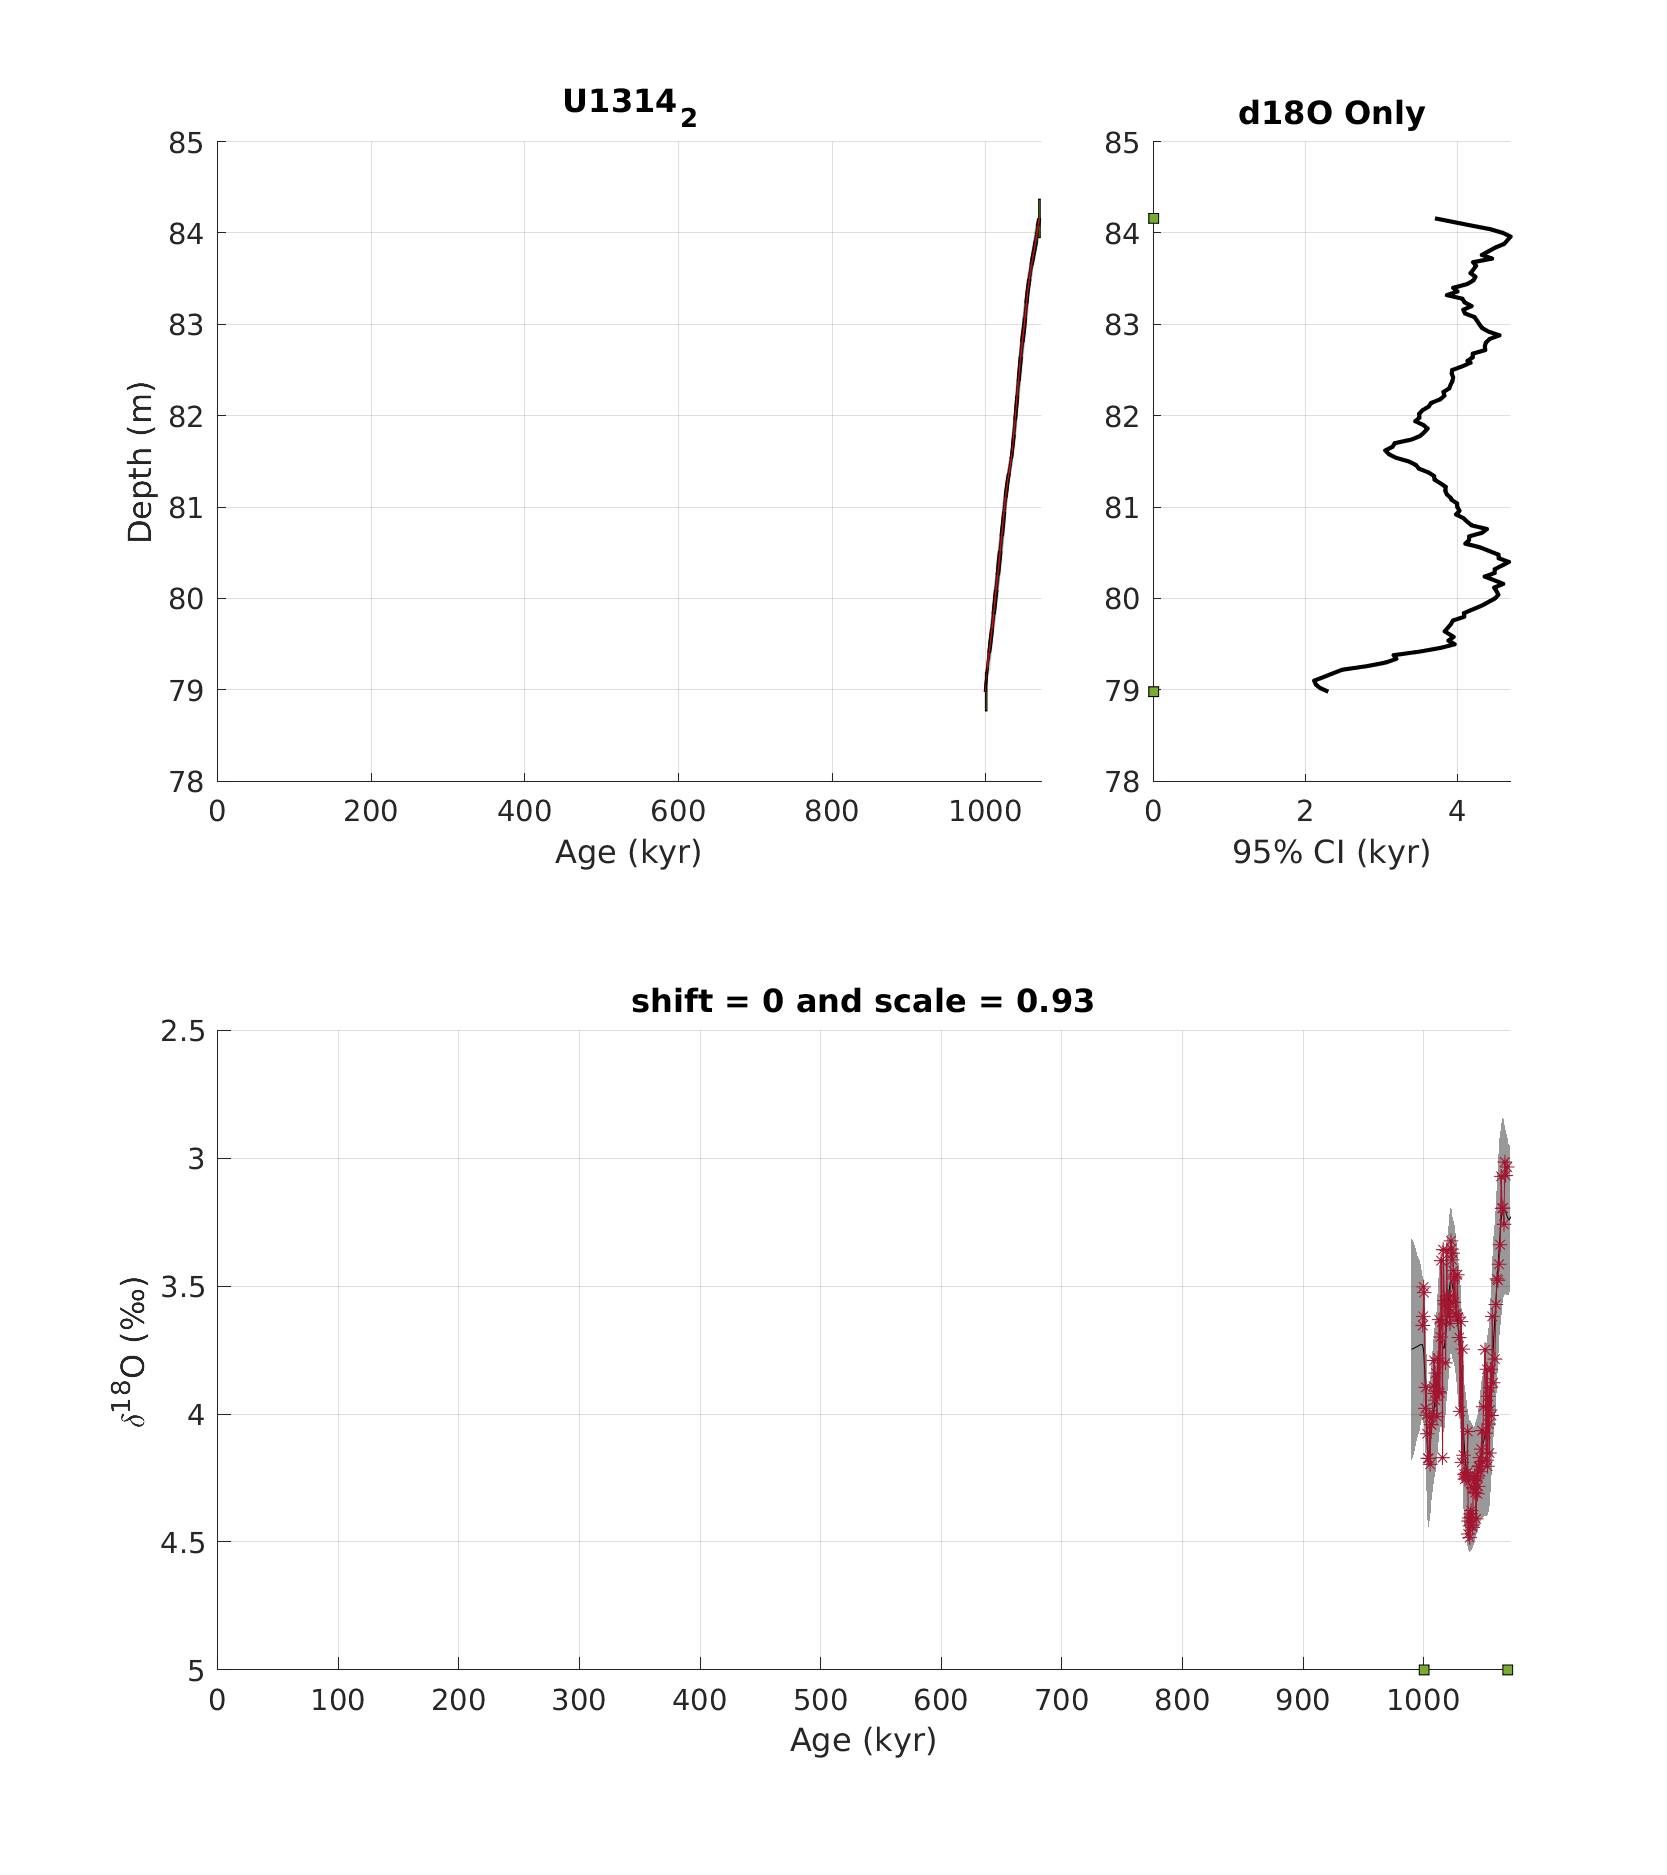 U1314₂
d18O Only
85
84
83
82
81
80
79
78
Depth (m)
0 200 400 600 800 1000
Age (kyr)
85
84
83
82
81
80
79
78
0 2 4
95% CI (kyr)
shift = 0 and scale = 0.93
2.5
3
3.5
4
4.5
5
δ¹⁸O (‰)
0 100 200 300 400 500 600 700 800 900 1000
Age (kyr)